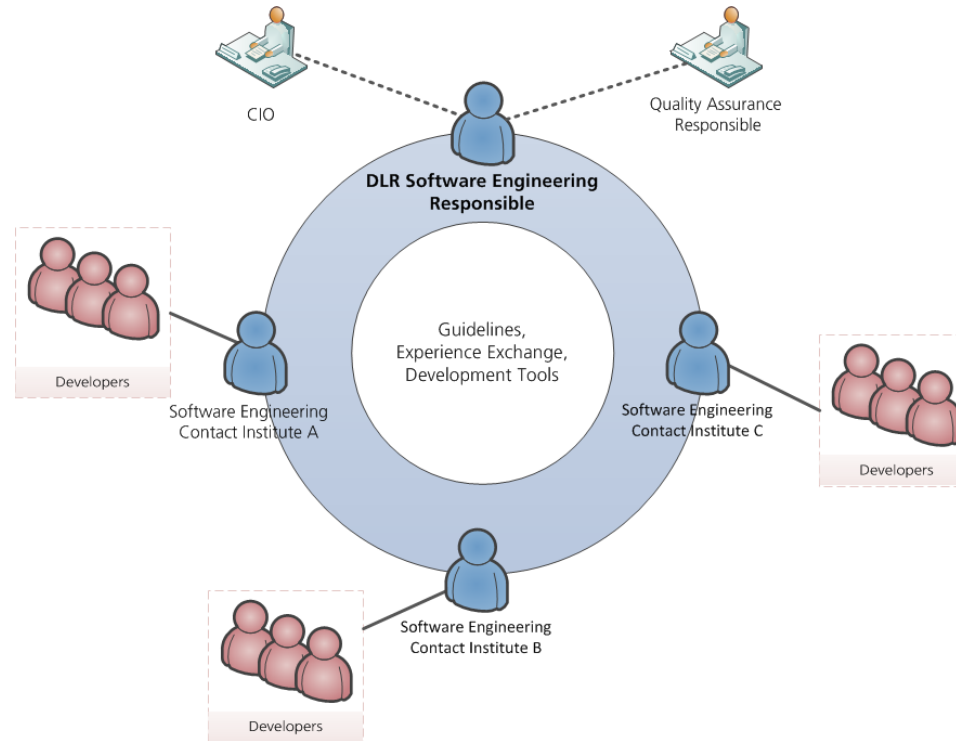 CIO
Quality Assurance
Responsible
DLR Software Engineering
Responsible
Guidelines,
Experience Exchange,
Development Tools
Developers
Software Engineering
Contact Institute A
Software Engineering
Contact Institute C
Developers
Software Engineering
Contact Institute B
Developers